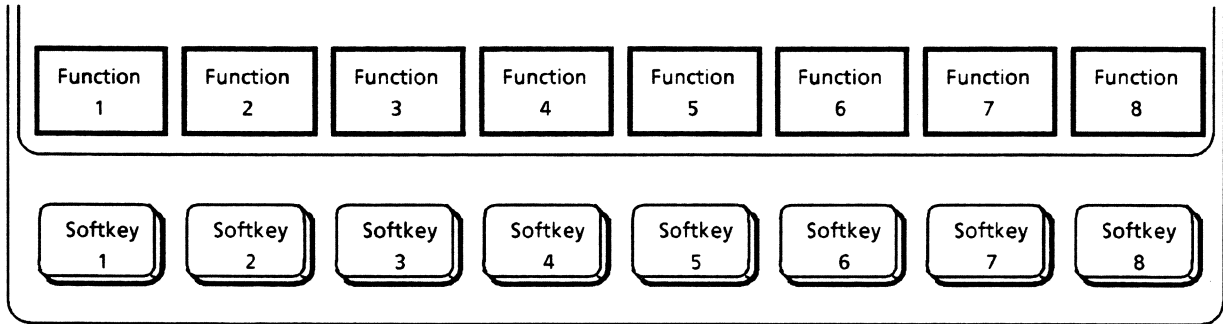 Function Function Function Function Function Function Function Function
1 2 3 4 5 6 7 8
Softkey Softkey Softkey Softkey Softkey Softkey Softkey Softkey
1 2 3 4 5 6 7 8